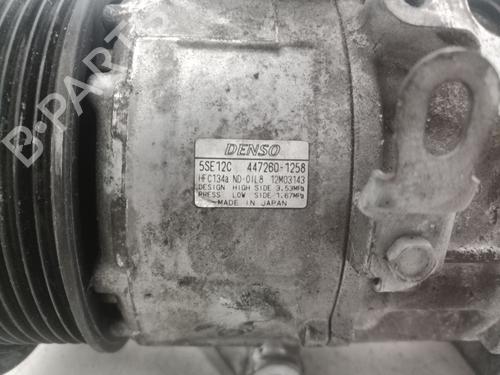 B-PARTS
DENSO
5SE12C 447260-1258
HFC134a ND-OIL8 12M03143
DESIGN HIGH SIDE 3.53MPa
PRESS LOW SIDE 1.67MPa
MADE IN JAPAN